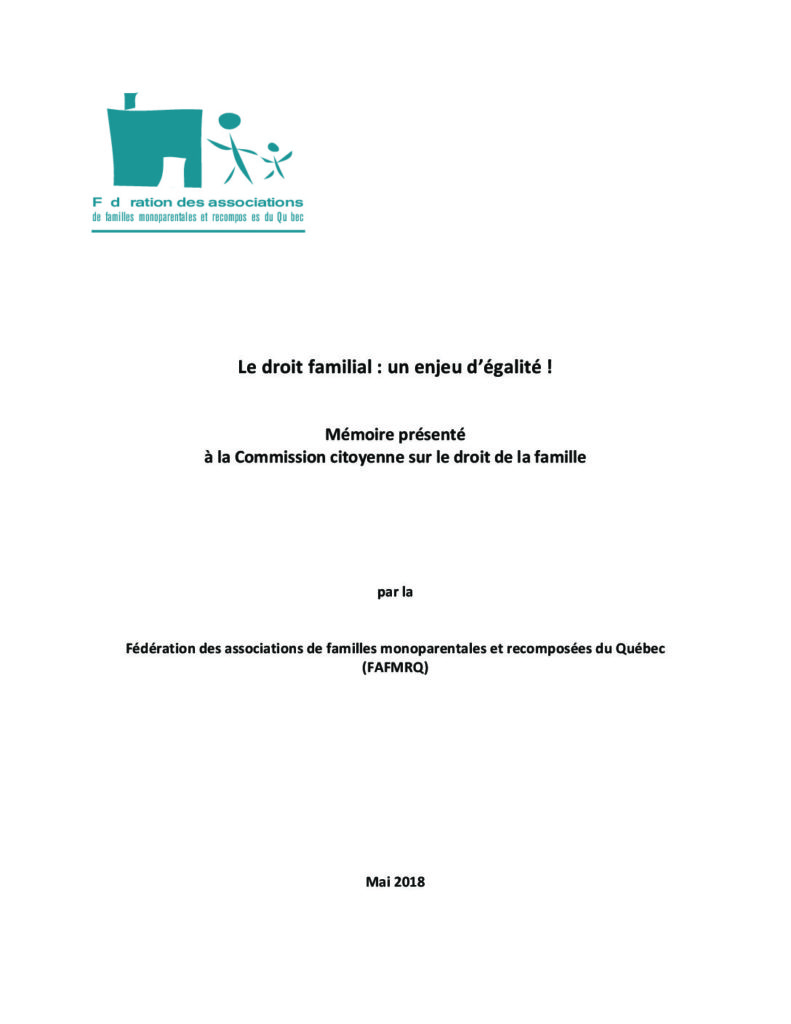 F d ration des associations
de familles monoparentales et recompos es du Qu bec
Le droit familial : un enjeu d’égalité !
Mémoire présenté
à la Commission citoyenne sur le droit de la famille
par la
Fédération des associations de familles monoparentales et recomposées du Québec
(FAFMRQ)
Mai 2018